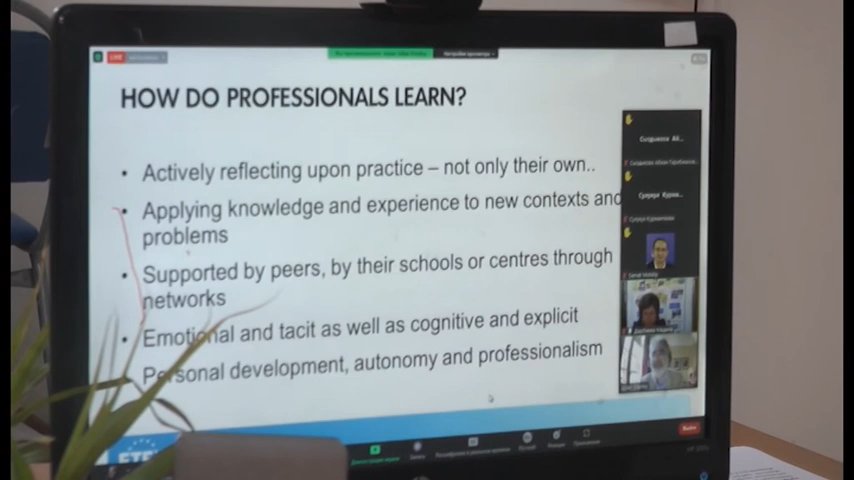 LIVE
HOW DO PROFESSIONALS LEARN?
• Actively reflecting upon practice – not only their own..
• Applying knowledge and experience to new contexts and
problems
• Supported by peers, by their schools or centres through
networks
• Emotional and tacit as well as cognitive and explicit
Personal development, autonomy and professionalism
ETF